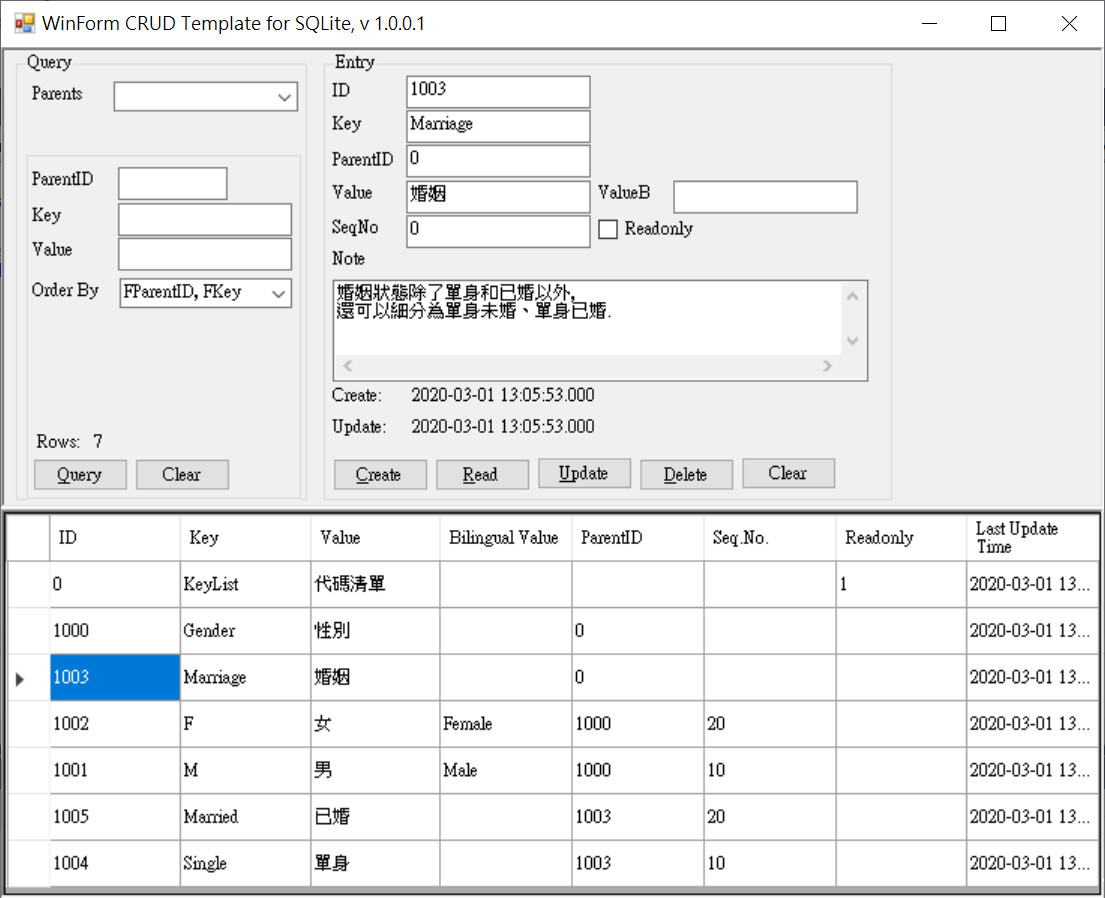 WinForm CRUD Template for SQLite, v 1.0.0.1
Query
Parents
ParentID
Key
Value
Order By FParentID, FKey
Rows: 7
Query Clear
Entry
ID 1003
Key Marriage
ParentID 0
Value 婚姻 ValueB
SeqNo 0 Readonly
Note
婚姻狀態除了單身和已婚以外,
還可以細分為單身未婚、單身已婚.
Create: 2020-03-01 13:05:53.000
Update: 2020-03-01 13:05:53.000
Create Read Update Delete Clear
ID Key Value Bilingual Value ParentID Seq.No. Readonly Last Update Time
0 KeyList 代碼清單 1 2020-03-01 13...
1000 Gender 性別 0 2020-03-01 13...
1003 Marriage 婚姻 0 2020-03-01 13...
1002 F 女 Female 1000 20 2020-03-01 13...
1001 M 男 Male 1000 10 2020-03-01 13...
1005 Married 已婚 1003 20 2020-03-01 13...
1004 Single 單身 1003 10 2020-03-01 13...